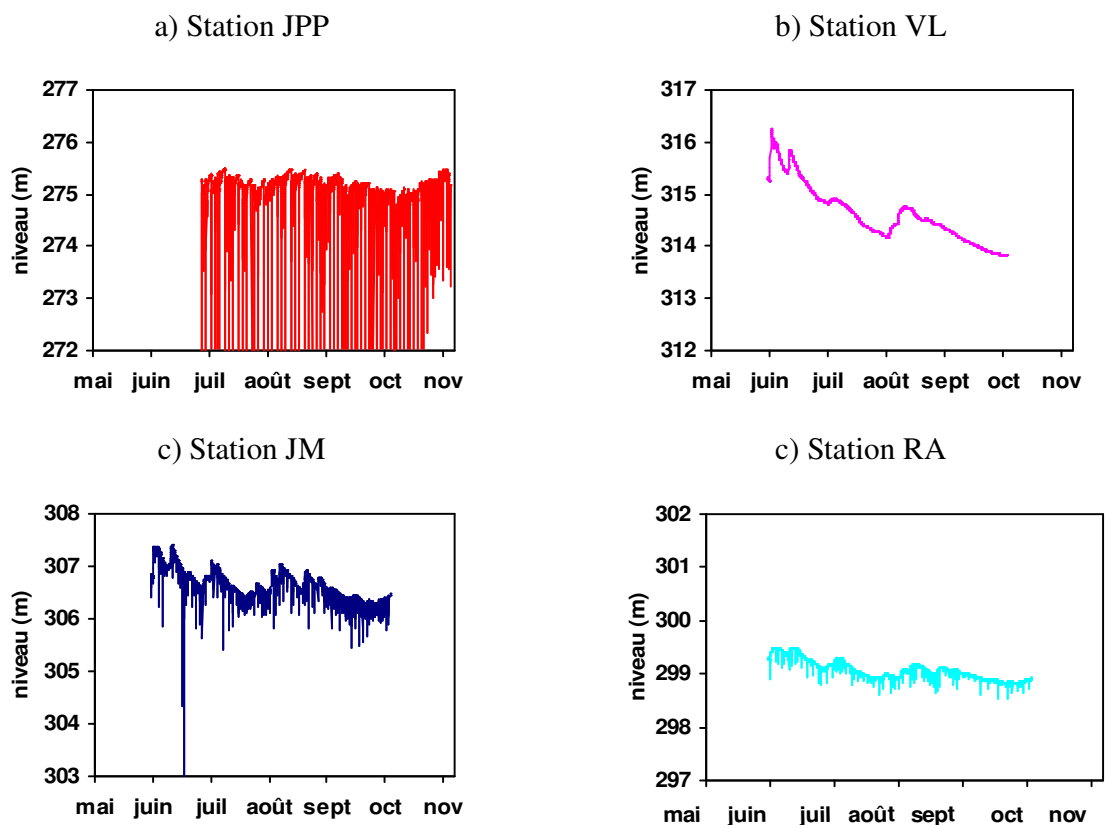 a) Station JPP
niveau (m)
277
276
275
274
273
272
mai juin juil août sept oct nov
b) Station VL
niveau (m)
317
316
315
314
313
312
mai juin juil août sept oct nov
c) Station JM
niveau (m)
308
307
306
305
304
303
mai juin juil août sept oct nov
c) Station RA
niveau (m)
302
301
300
299
298
297
mai juin juil août sept oct nov